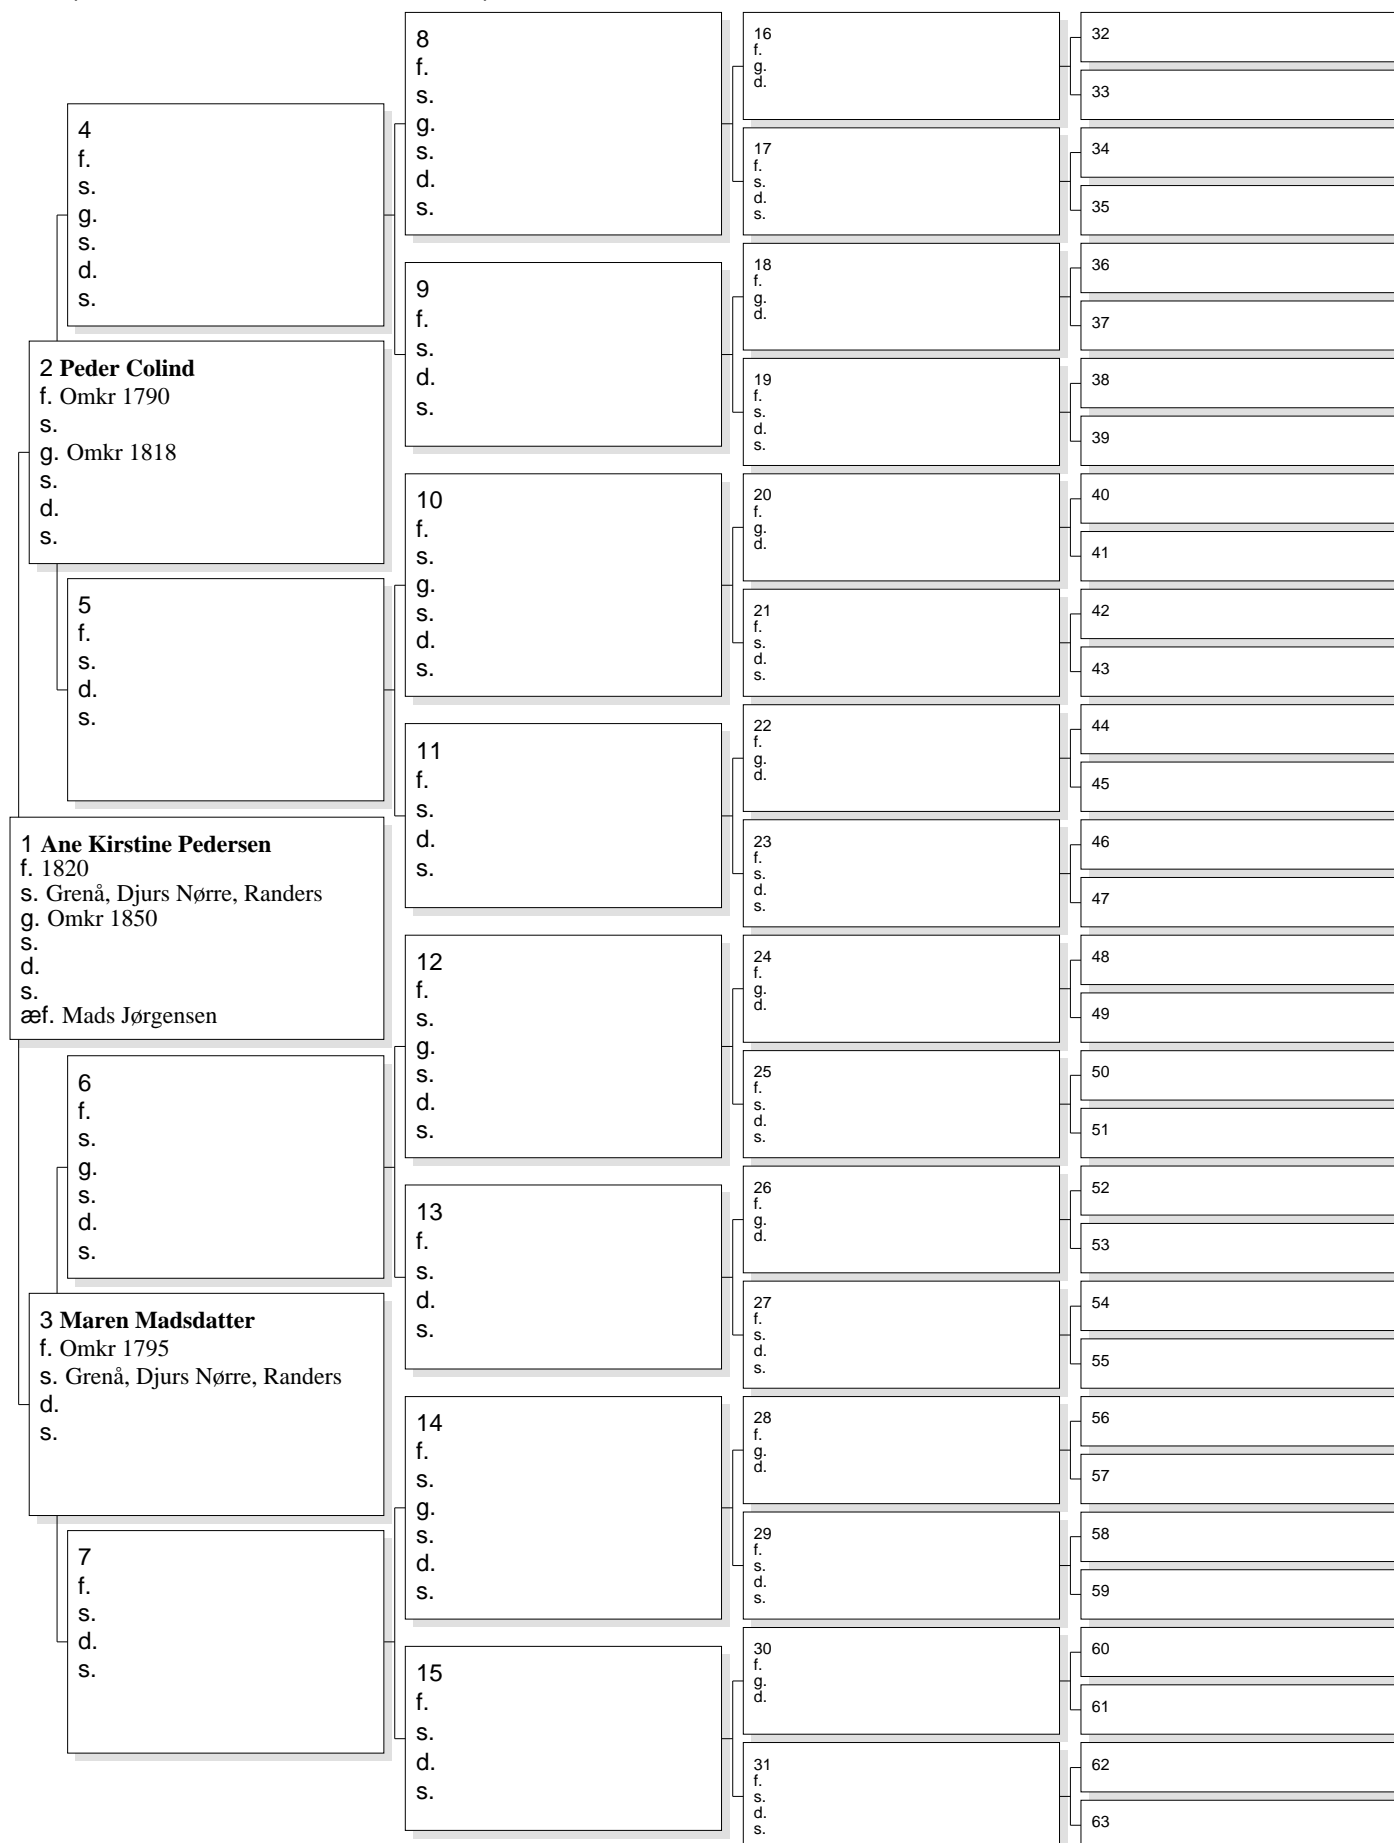 4
f.
s.
g.
s.
d.
s.
2 Peder Colind
f. Omkr 1790
s.
g. Omkr 1818
s.
d.
s.
5
f.
s.
d.
s.
1 Ane Kirstine Pedersen
f. 1820
s. Grenå, Djurs Nørre, Randers
g. Omkr 1850
s.
d.
s.
æf. Mads Jørgensen
6
f.
s.
g.
s.
d.
s.
3 Maren Madsdatter
f. Omkr 1795
s. Grenå, Djurs Nørre, Randers
d.
s.
7
f.
s.
d.
s.
8
f.
s.
g.
s.
d.
s.
9
f.
s.
d.
s.
10
f.
s.
g.
s.
d.
s.
11
f.
s.
d.
s.
12
f.
s.
g.
s.
d.
s.
13
f.
s.
d.
s.
14
f.
s.
g.
s.
d.
s.
15
f.
s.
d.
s.
16
f.
g.
d.
17
f.
s.
d.
s.
18
f.
g.
d.
19
f.
s.
d.
s.
20
f.
g.
d.
21
f.
s.
d.
s.
22
f.
g.
d.
23
f.
s.
d.
s.
24
f.
g.
d.
25
f.
s.
d.
s.
26
f.
g.
d.
27
f.
s.
d.
s.
28
f.
g.
d.
29
f.
s.
d.
s.
30
f.
g.
d.
31
f.
s.
d.
s.
32
33
34
35
36
37
38
39
40
41
42
43
44
45
46
47
48
49
50
51
52
53
54
55
56
57
58
59
60
61
62
63